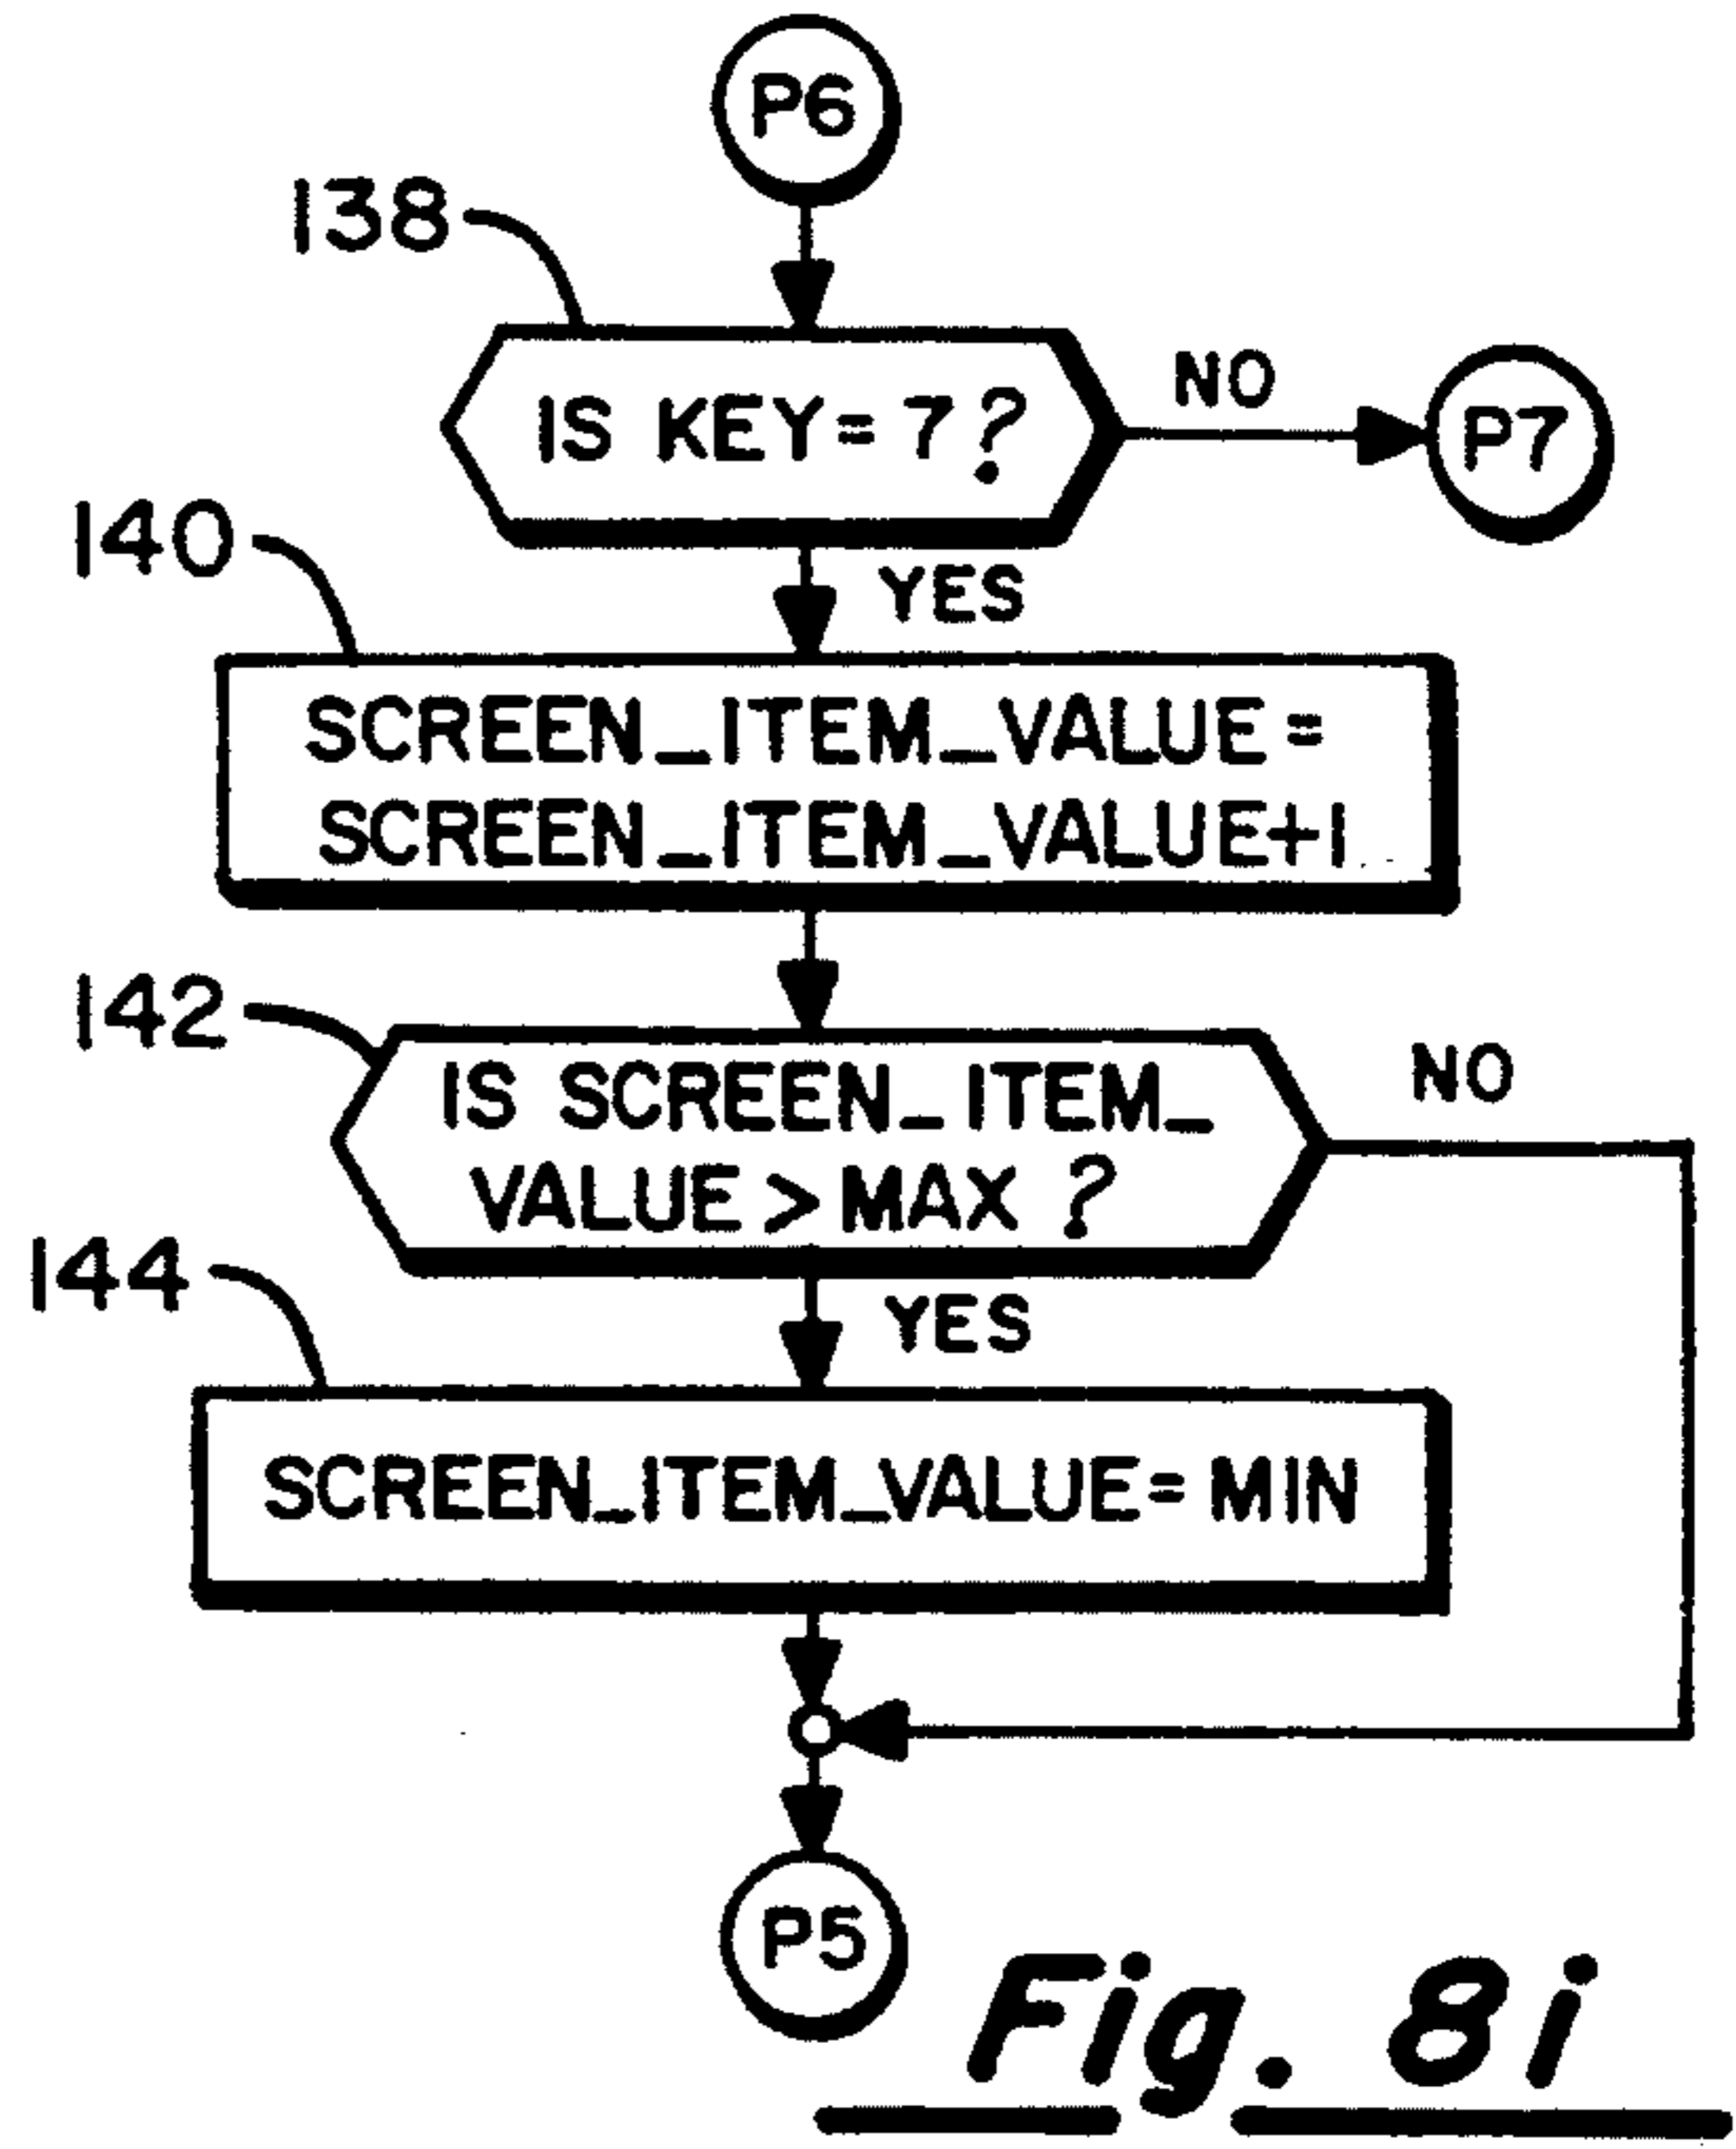 P6
138
IS KEY= 7?
NO
P7
140
YES
SCREEN_ITEM_VALUE=
SCREEN_ITEM_VALUE+1
142
IS SCREEN_ITEM_
VALUE>MAX ?
NO
144
YES
SCREEN_ITEM_VALUE=MIN
P5
Fig. 8i